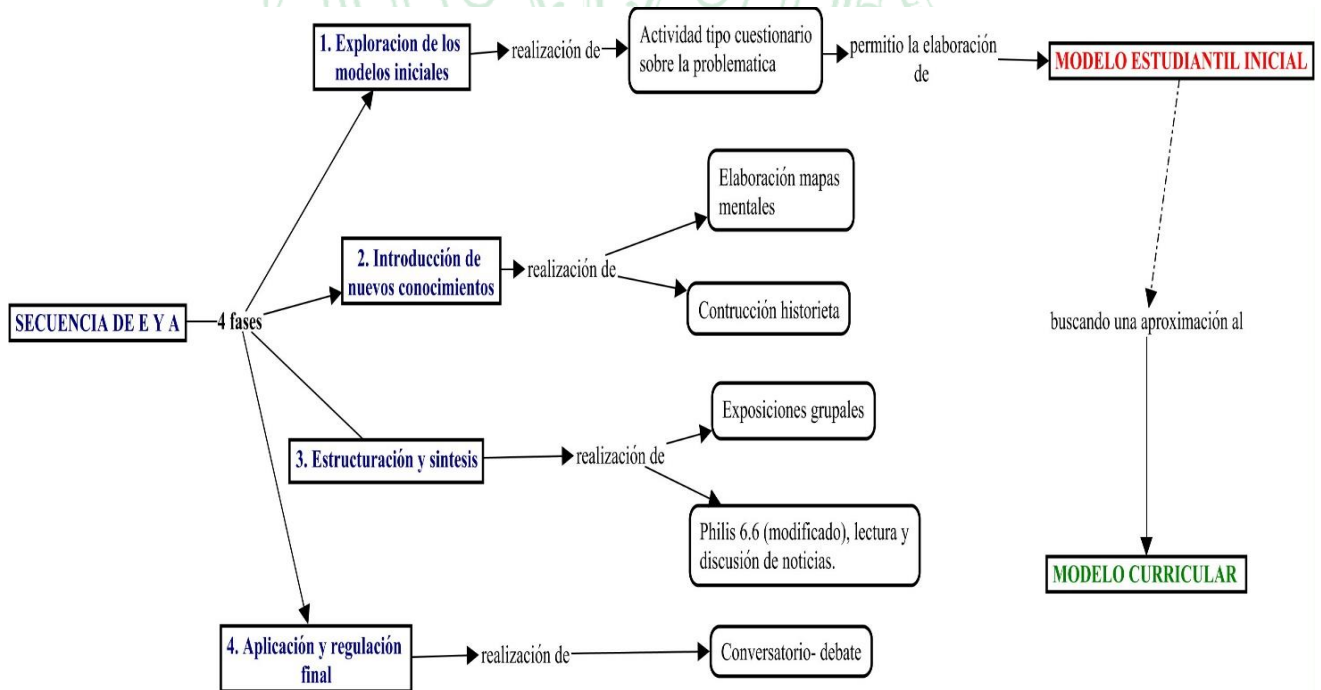 1. Exploracion de los
modelos iniciales
realización de
Actividad tipo cuestionario
sobre la problematica
permitio la elaboración
de
MODELO ESTUDIANTIL INICIAL
Elaboración mapas
mentales
2. Introducción de
nuevos conocimientos
realización de
Contrucción historieta
SECUENCIA DE E Y A
4 fases
buscando una aproximación al
Exposiciones grupales
3. Estructuración y sintesis
realización de
Philis 6.6 (modificado), lectura y
discusión de noticias.
MODELO CURRICULAR
4. Aplicación y regulación
final
realización de
Conversatorio- debate